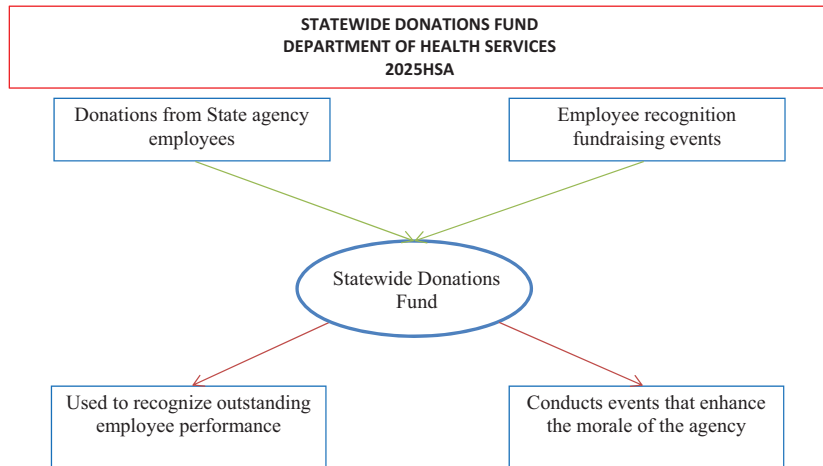 STATEWIDE DONATIONS FUND
DEPARTMENT OF HEALTH SERVICES
2025HSA
Donations from State agency
employees
Employee recognition
fundraising events
Statewide Donations
Fund
Used to recognize outstanding
employee performance
Conducts events that enhance
the morale of the agency